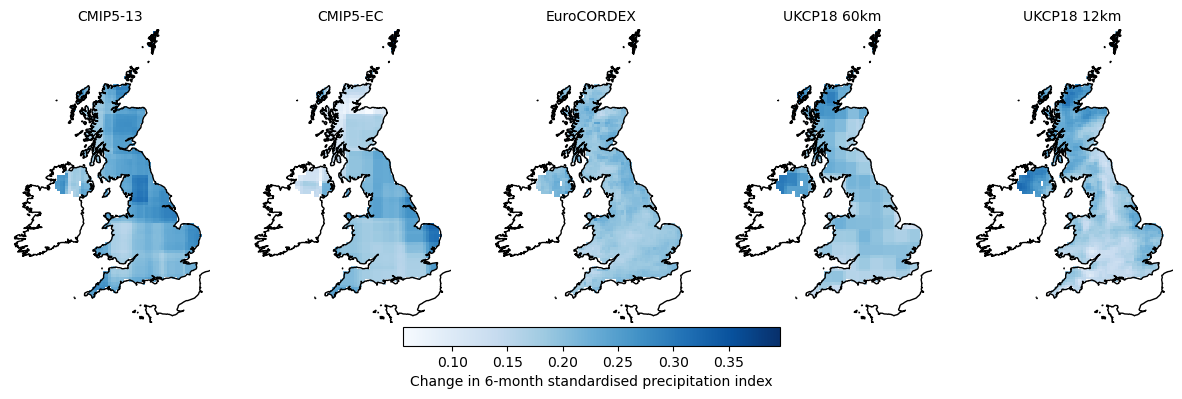 CMIP5-13 CMIP5-EC EuroCORDEX UKCP18 60km UKCP18 12km
0.10 0.15 0.20 0.25 0.30 0.35
Change in 6-month standardised precipitation index